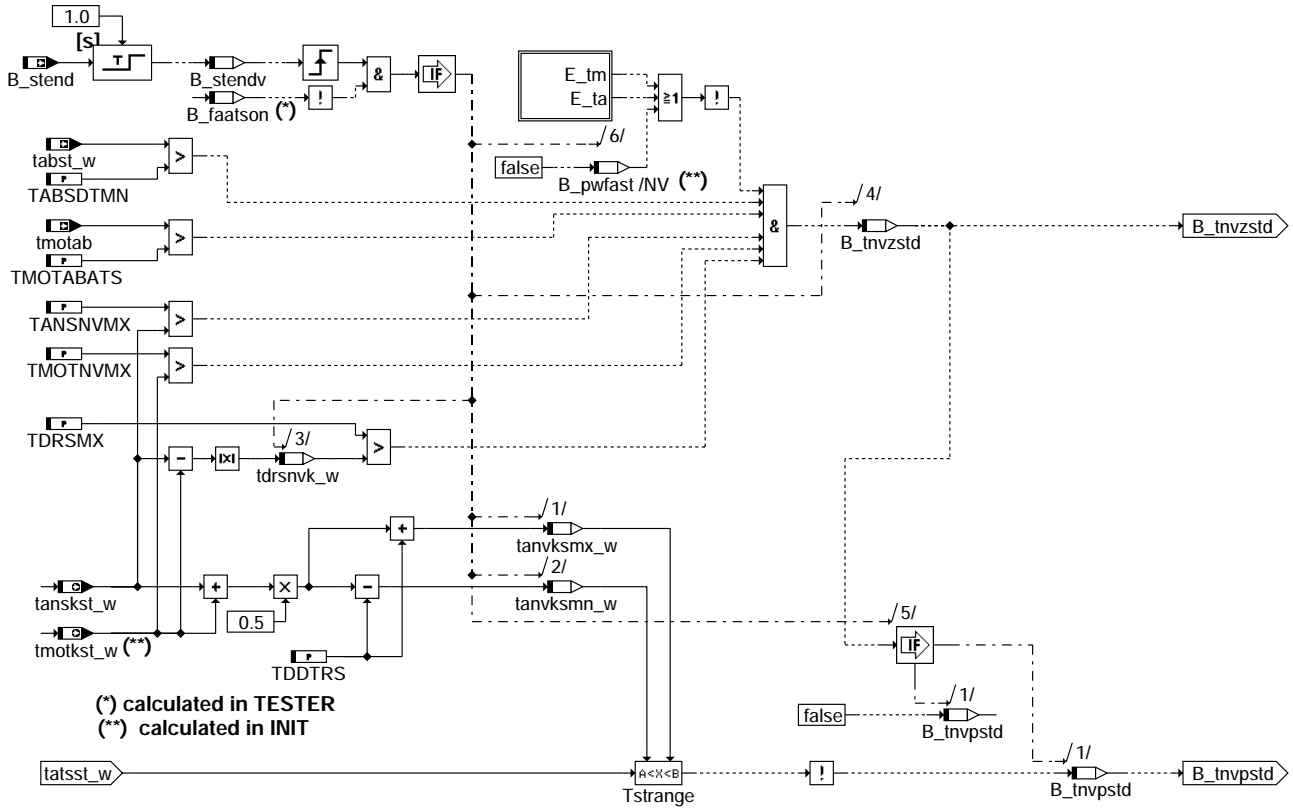 1.0
[s]
B_stend
T
B_stendv
B_faatson (*)
!
&
IF
E_tm
E_ta
≧1
!
/6/
false
B_pwfast /NV (**)
tabst_w
P
TABSDTMN
>
tmotab
P
TMOTABATS
>
&
/4/
B_tnvzstd
B_tnvzstd
P
TANSNVMX
>
P
TMOTNVMX
>
P
TDRSMX
>
/3/
-
|x|
tdrsnvk_w
+
/1/
tanvksmx_w
/2/
tanskst_w
+
X
-
tanvksmn_w
0.5
tmotkst_w (**)
P
TDDTRS
/5/
IF
/1/
false
B_tnvpstd
(*) calculated in TESTER
(**) calculated in INIT
/1/
tatsst_w
A<X<B
Tstrange
!
B_tnvpstd
B_tnvpstd